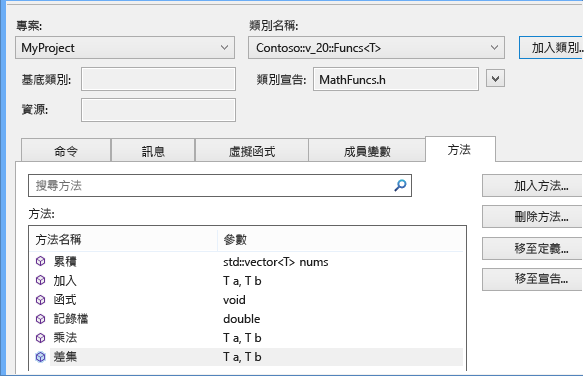 專案:
類別名稱:
MyProject
Contoso::v_20::Funcs<T>
加入類別...
基底類別:
類別宣告:
MathFuncs.h
資源:
命令
訊息
虛擬函式
成員變數
方法
搜尋方法
加入方法...
方法:
刪除方法...
方法名稱
參數
移至定義...
累積
std::vector<T> nums
移至宣告...
加入
T a, T b
函式
void
記錄檔
double
乘法
T a, T b
差集
T a, T b